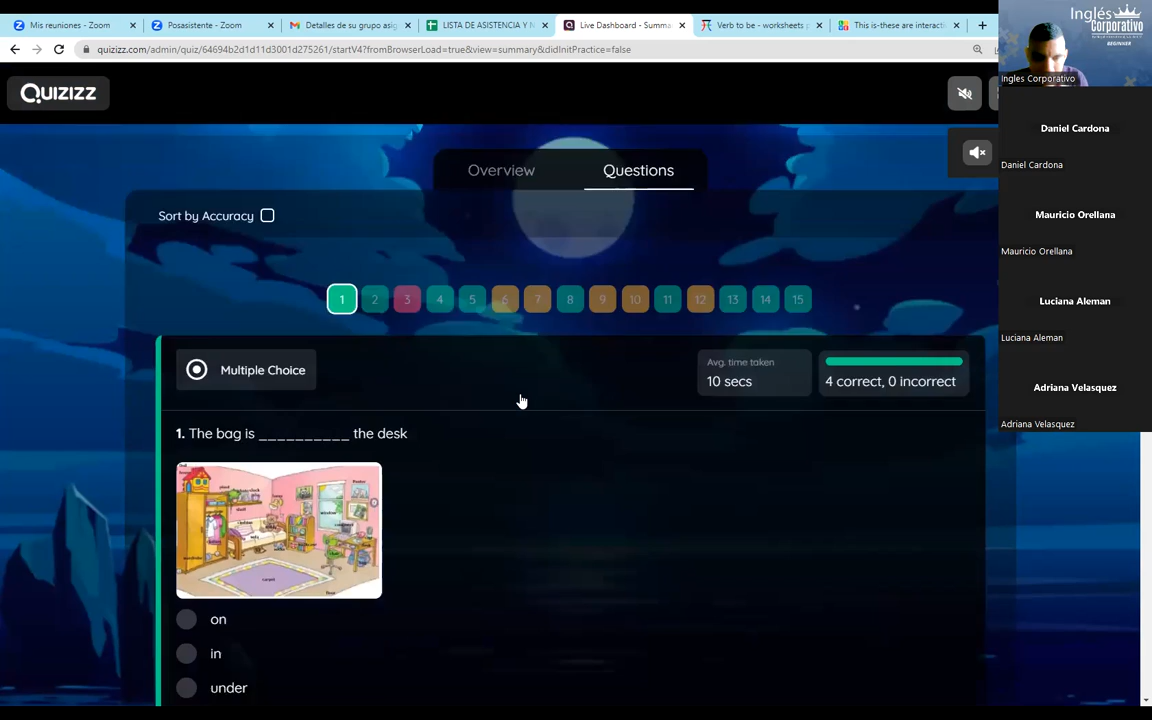 Mis reuniones - Zoom
Posasistente - Zoom
Detalles de su grupo asig
LISTA DE ASISTENCIA Y N
Live Dashboard - Summa
Verb to be - worksheets p
This is-these are interacti
quizizz.com/admin/quiz/64694b2d1d11d3001d275261/startV4?fromBrowserLoad=true&view=summary&didInitPractice=false
Inglés
Corporativo
BEGINNER
Ingles Corporativo
Quizizz
Daniel Cardona
Daniel Cardona
Overview
Questions
Sort by Accuracy
Mauricio Orellana
Mauricio Orellana
1 2 3 4 5 6 7 8 9 10 11 12 13 14 15
Luciana Aleman
Luciana Aleman
Multiple Choice
Avg. time taken
10 secs
4 correct, 0 incorrect
Adriana Velasquez
Adriana Velasquez
1. The bag is __________ the desk
on
in
under